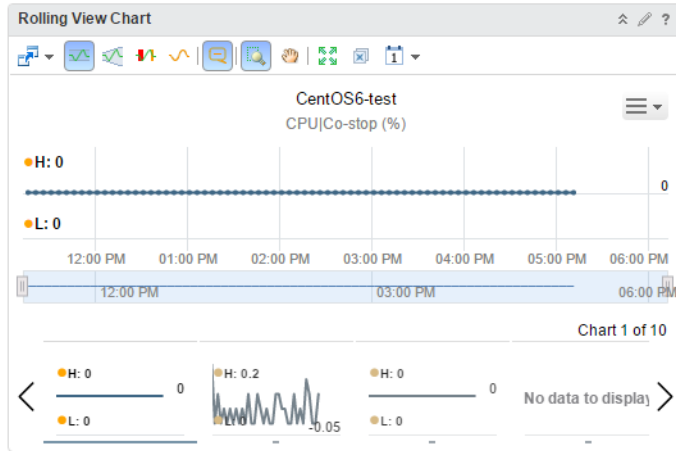 Rolling View Chart ?
1
CentOS6-test
CPU|Co-stop (%)
H: 0
0
L: 0
12:00 PM 01:00 PM 02:00 PM 03:00 PM 04:00 PM 05:00 PM 06:00 PM
12:00 PM 03:00 PM 06:00 PM
Chart 1 of 10
H: 0 H: 0.2 H: 0
0 0 No data to display
L: 0 L: 0 -0.05 L: 0